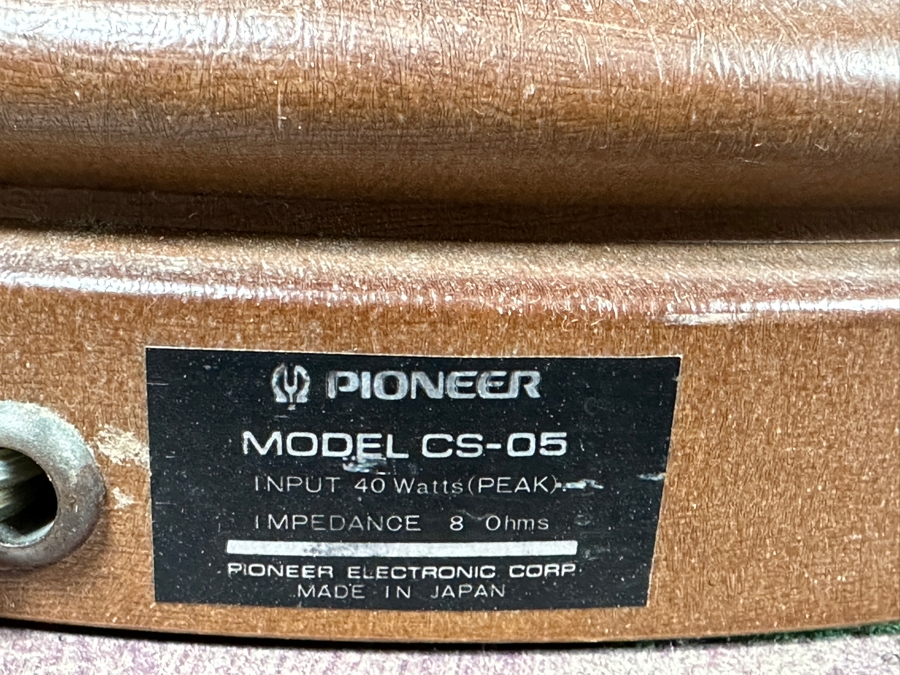 PIONEER
MODEL CS-05
INPUT 40 Watts (PEAK)
IMPEDANCE 8 Ohms
PIONEER ELECTRONIC CORP.
MADE IN JAPAN